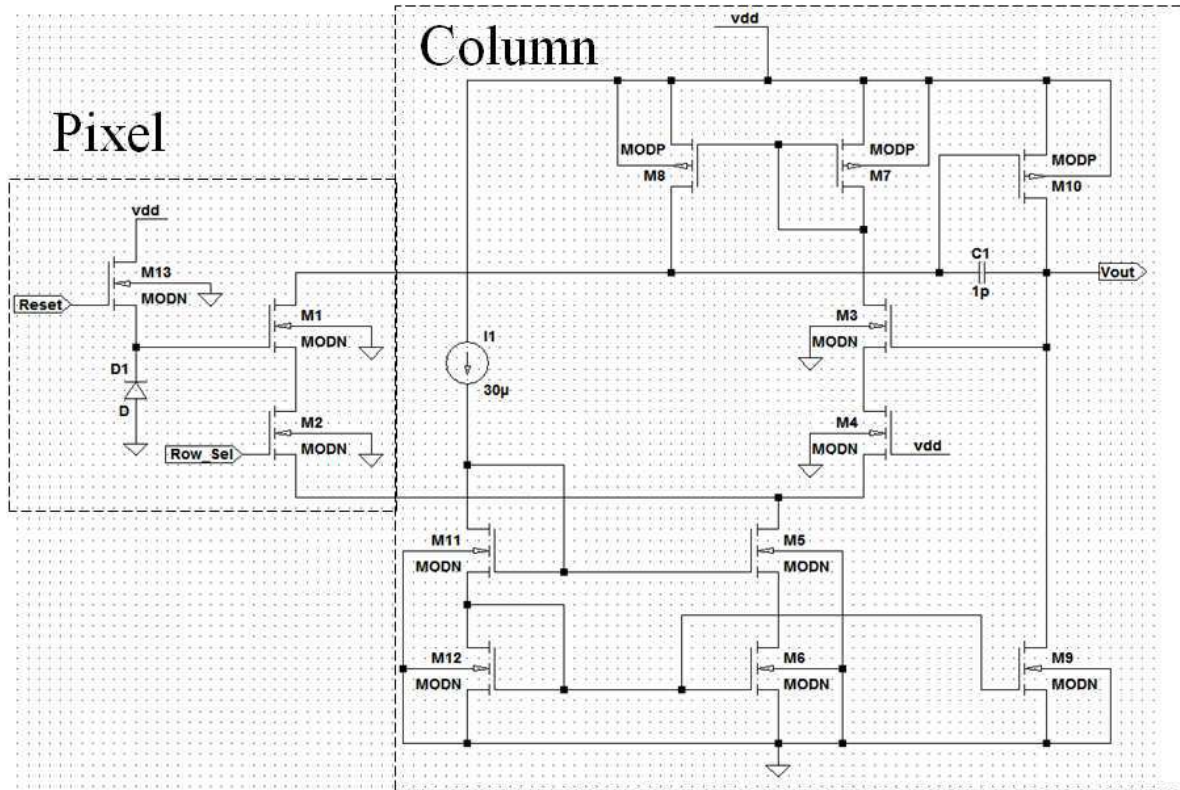 Column
vdd
Pixel
MODP
M8
MODP
M7
MODP
M10
vdd
M13
MODN
Reset
C1
1p
Vout
M1
MODN
M3
MODN
I1
30µ
D1
D
M2
MODN
Row_Sel
M4
MODN
vdd
M11
MODN
M5
MODN
M12
MODN
M6
MODN
M9
MODN